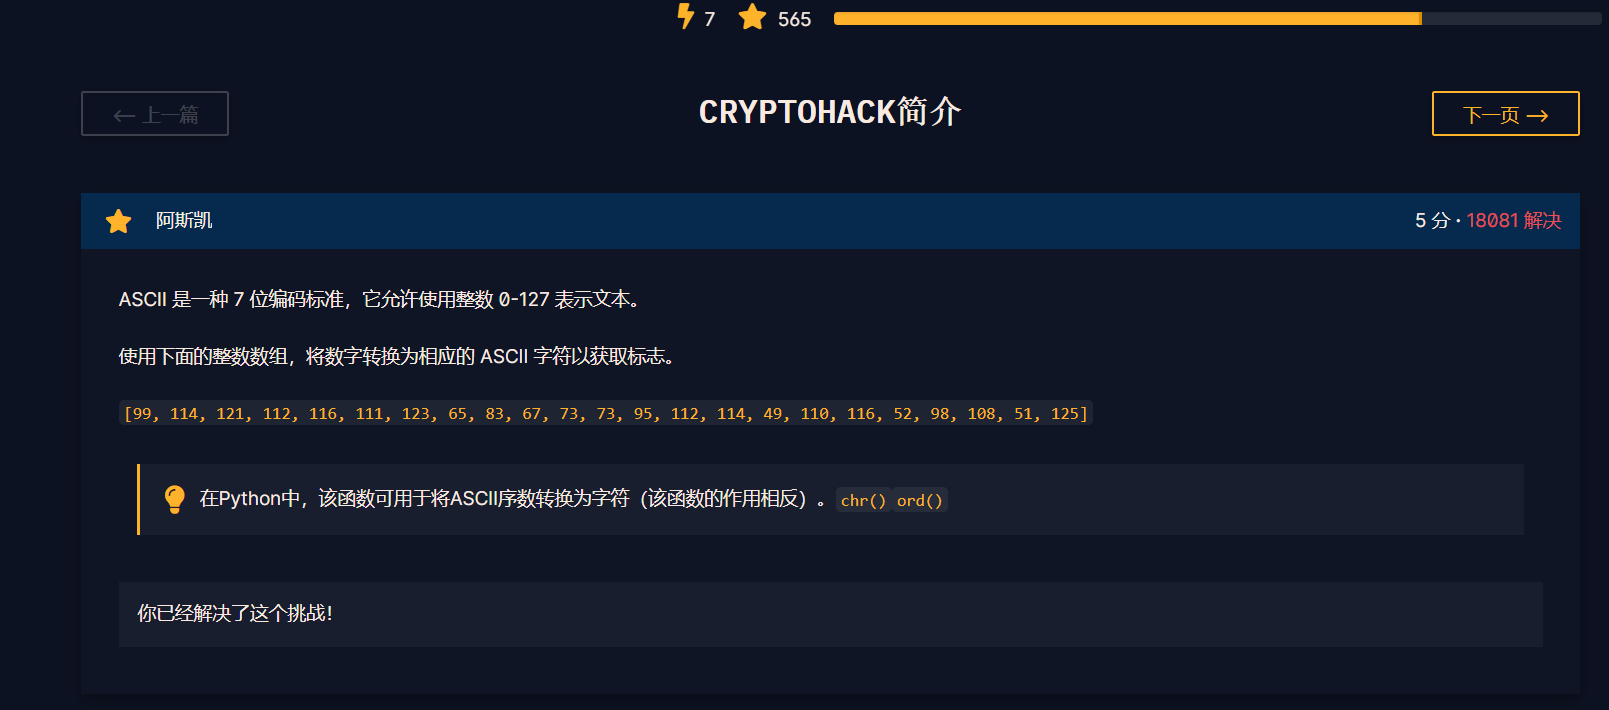 7 565
← 上一篇
CRYPTOHACK简介
下一页 →
阿斯凯
5 分 · 18081 解决
ASCII 是一种 7 位编码标准，它允许使用整数 0-127 表示文本。
使用下面的整数数组，将数字转换为相应的 ASCII 字符以获取标志。
[99, 114, 121, 112, 116, 111, 123, 65, 83, 67, 73, 73, 95, 112, 114, 49, 110, 116, 52, 98, 108, 51, 125]
在Python中，该函数可用于将ASCII序数转换为字符（该函数的作用相反）。chr() ord()
你已经解决了这个挑战!